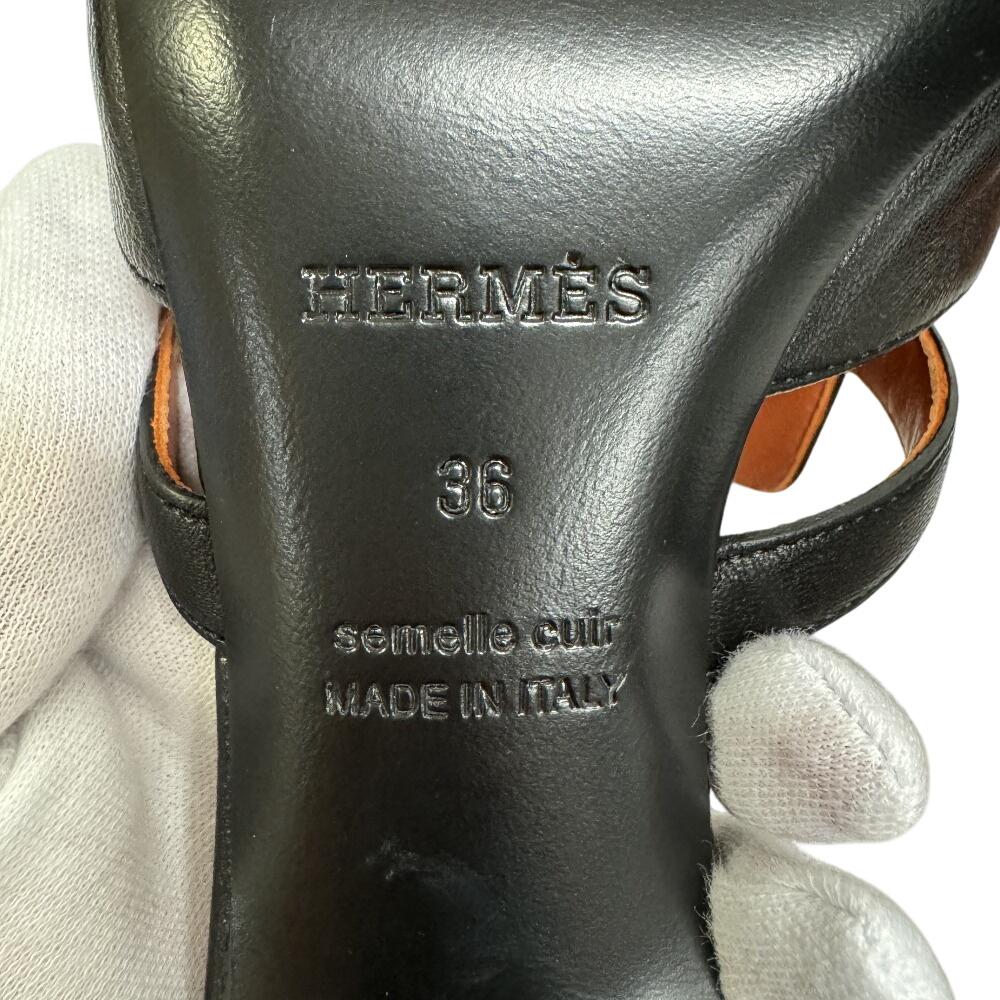 HERMÈS
36
semelle cuir
MADE IN ITALY